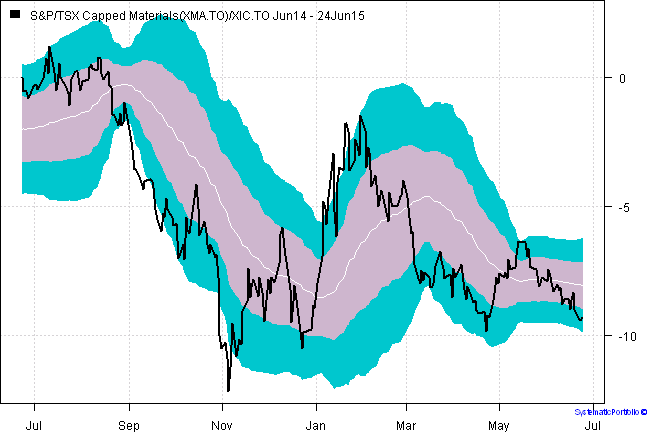 S&P/TSX Capped Materials(XMA.TO)/XIC.TO Jun14 - 24Jun15
0
-5
-10
SystematicPortfolio ©
Jul Sep Nov Jan Mar May Jul